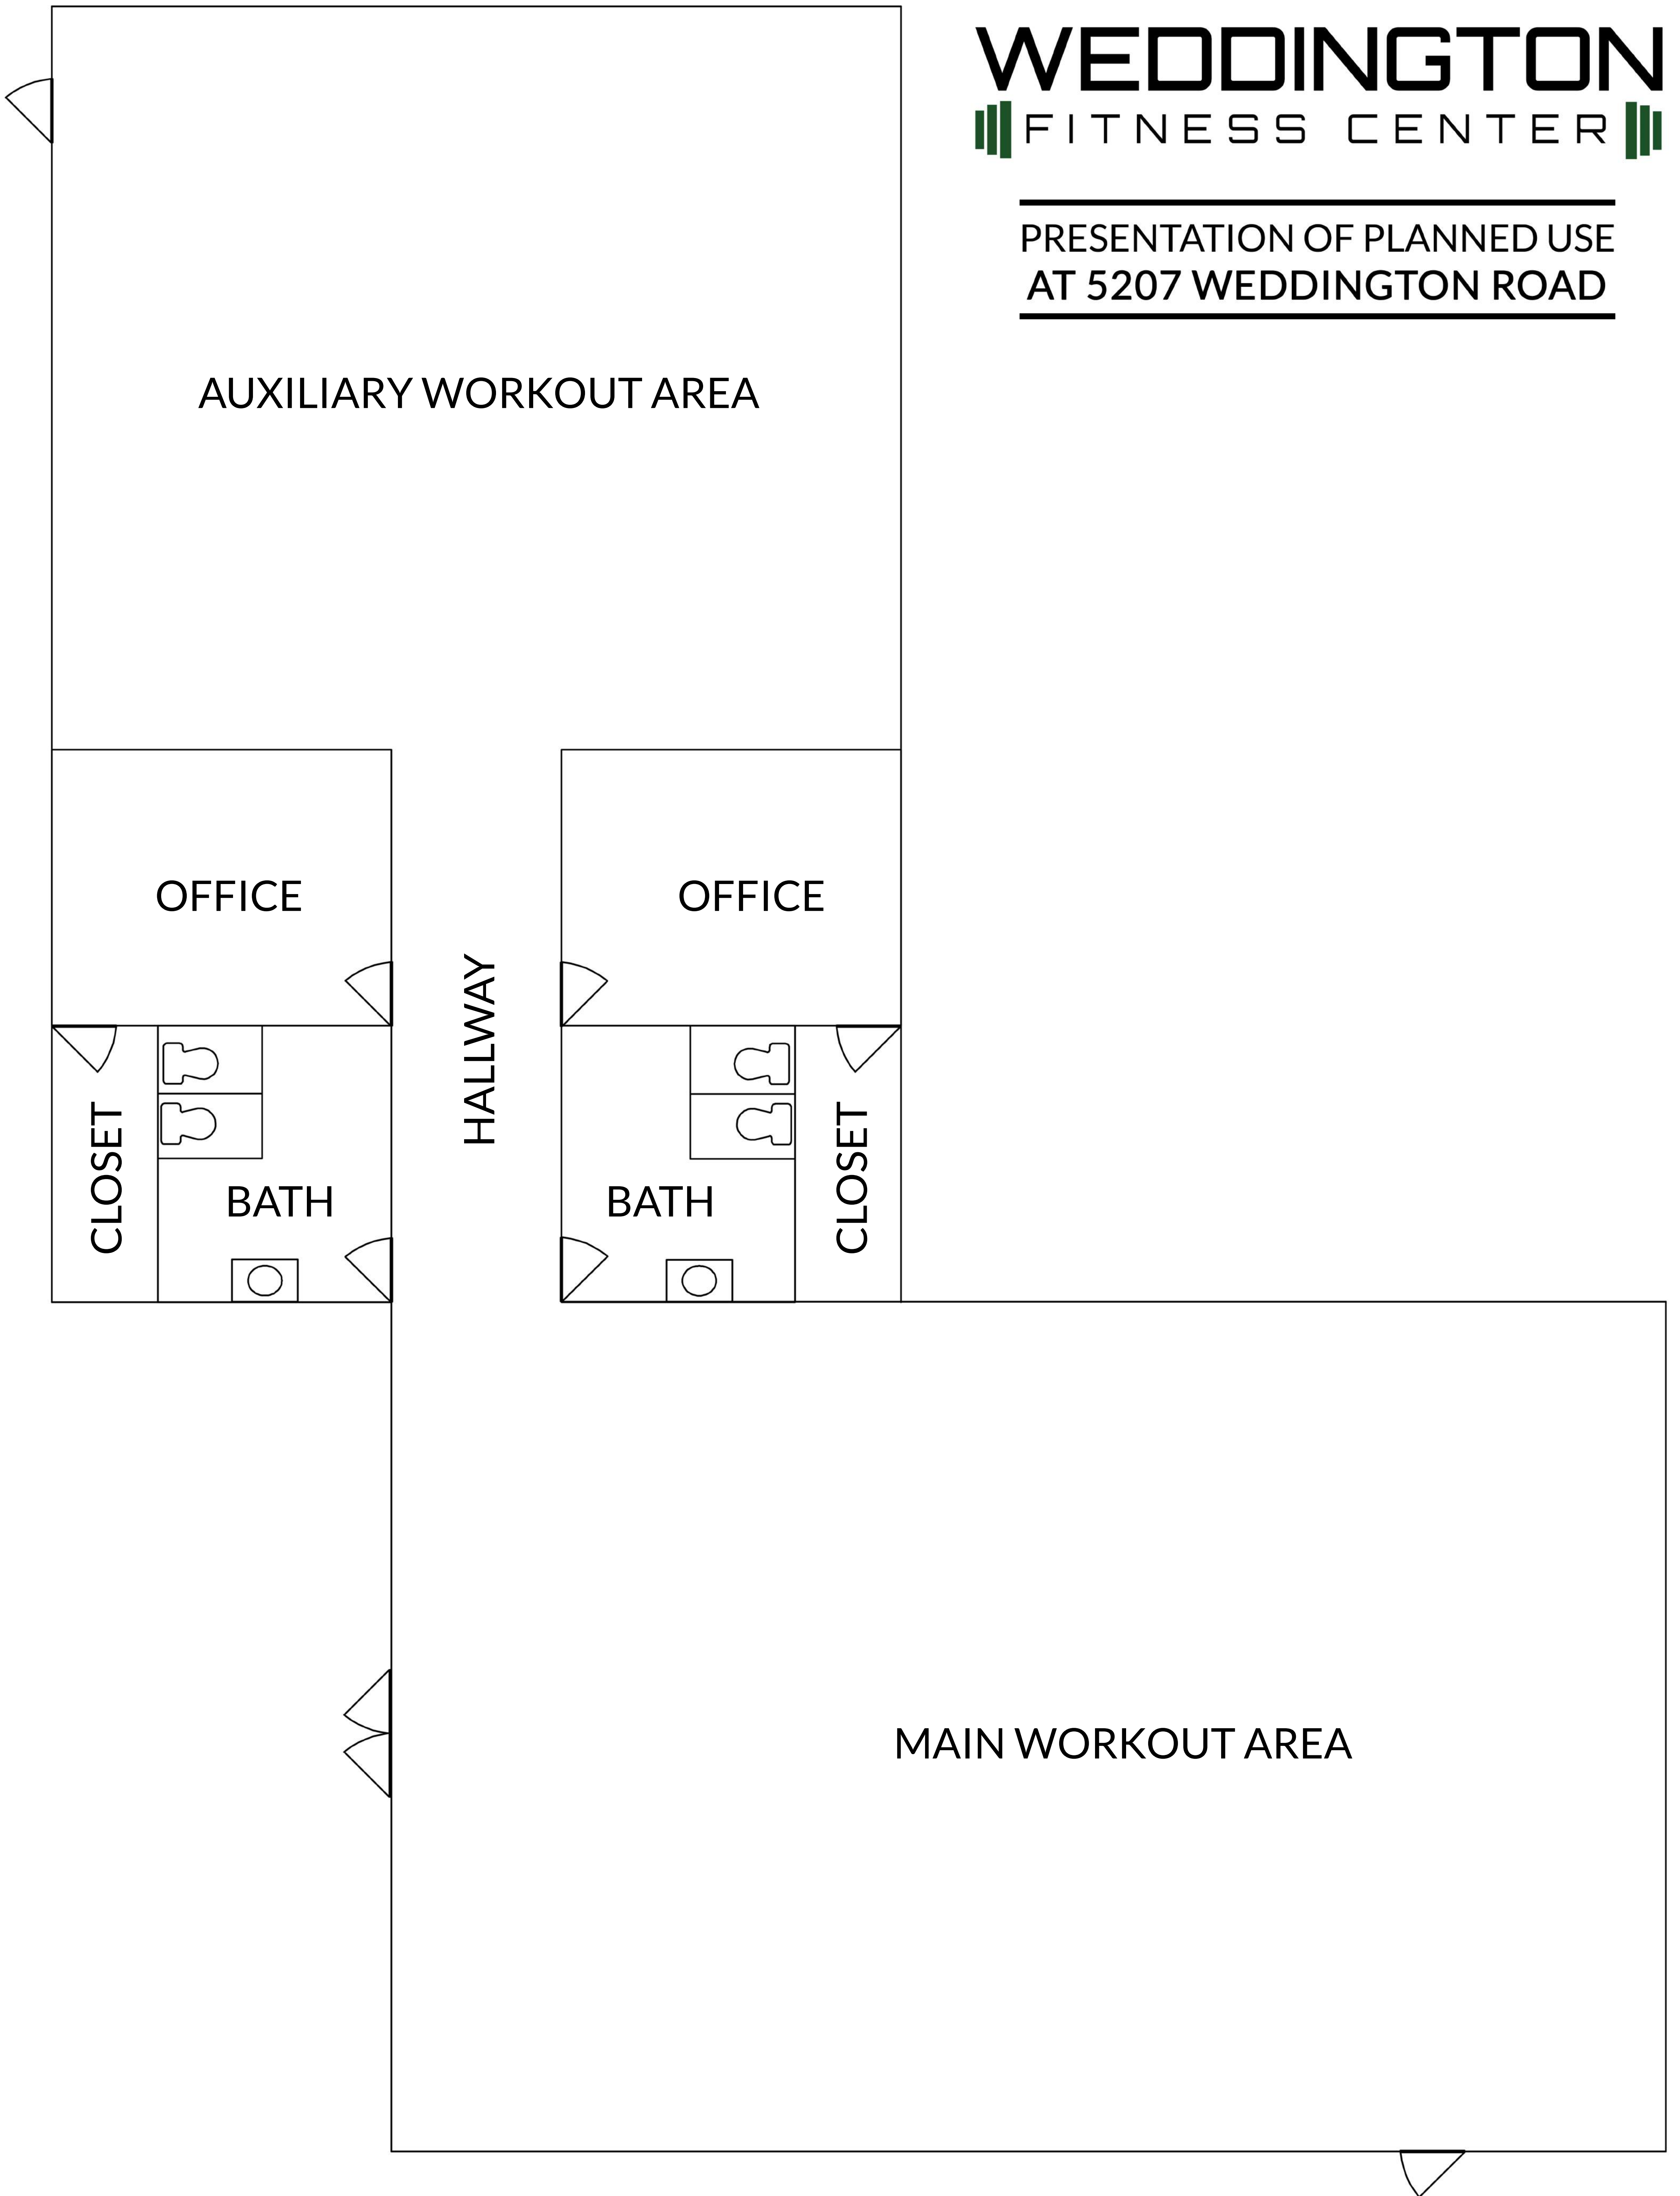 WEDDINGTON
FITNESS CENTER
PRESENTATION OF PLANNED USE
AT 5207 WEDDINGTON ROAD
AUXILIARY WORKOUT AREA
OFFICE
OFFICE
HALLWAY
CLOSET
BATH
BATH
CLOSET
MAIN WORKOUT AREA